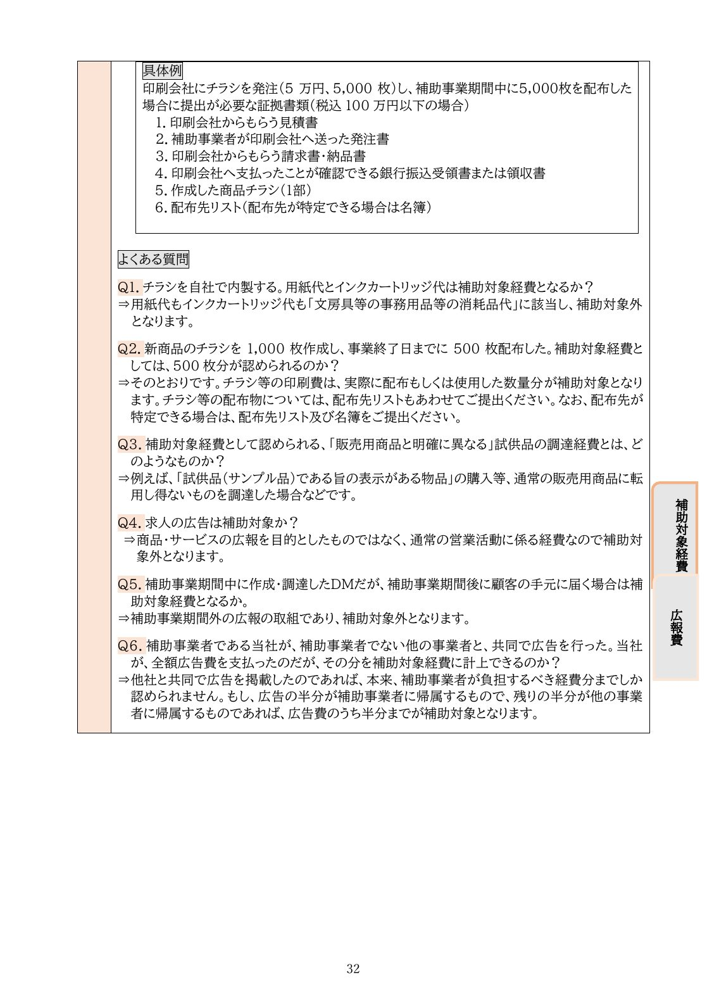 具体例
印刷会社にチラシを発注（5 万円、5,000 枚）し、補助事業期間中に5,000枚を配布した
場合に提出が必要な証拠書類（税込 100 万円以下の場合）
1．印刷会社からもらう見積書
2．補助事業者が印刷会社へ送った発注書
3．印刷会社からもらう請求書・納品書
4．印刷会社へ支払ったことが確認できる銀行振込受領書または領収書
5．作成した商品チラシ（1部）
6．配布先リスト（配布先が特定できる場合は名簿）
よくある質問
Q1．チラシを自社で内製する。用紙代とインクカートリッジ代は補助対象経費となるか？
⇒用紙代もインクカートリッジ代も「文房具等の事務用品等の消耗品代」に該当し、補助対象外
となります。
Q2．新商品のチラシを 1,000 枚作成し、事業終了日までに 500 枚配布した。補助対象経費と
しては、500 枚分が認められるのか？
⇒そのとおりです。チラシ等の印刷費は、実際に配布もしくは使用した数量分が補助対象となり
ます。チラシ等の配布物については、配布先リストもあわせてご提出ください。なお、配布先が
特定できる場合は、配布先リスト及び名簿をご提出ください。
Q3．補助対象経費として認められる、「販売用商品と明確に異なる」試供品の調達経費とは、ど
のようなものか？
⇒例えば、「試供品（サンプル品）である旨の表示がある物品」の購入等、通常の販売用商品に転
用し得ないものを調達した場合などです。
Q4．求人の広告は補助対象か？
⇒商品・サービスの広報を目的としたものではなく、通常の営業活動に係る経費なので補助対
象外となります。
Q5．補助事業期間中に作成・調達したDMだが、補助事業期間後に顧客の手元に届く場合は補
助対象経費となるか。
⇒補助事業期間外の広報の取組であり、補助対象外となります。
Q6．補助事業者である当社が、補助事業者でない他の事業者と、共同で広告を行った。当社
が、全額広告費を支払ったのだが、その分を補助対象経費に計上できるのか？
⇒他社と共同で広告を掲載したのであれば、本来、補助事業者が負担するべき経費分までしか
認められません。もし、広告の半分が補助事業者に帰属するもので、残りの半分が他の事業
者に帰属するものであれば、広告費のうち半分までが補助対象となります。
補助対象経費
広報費
32